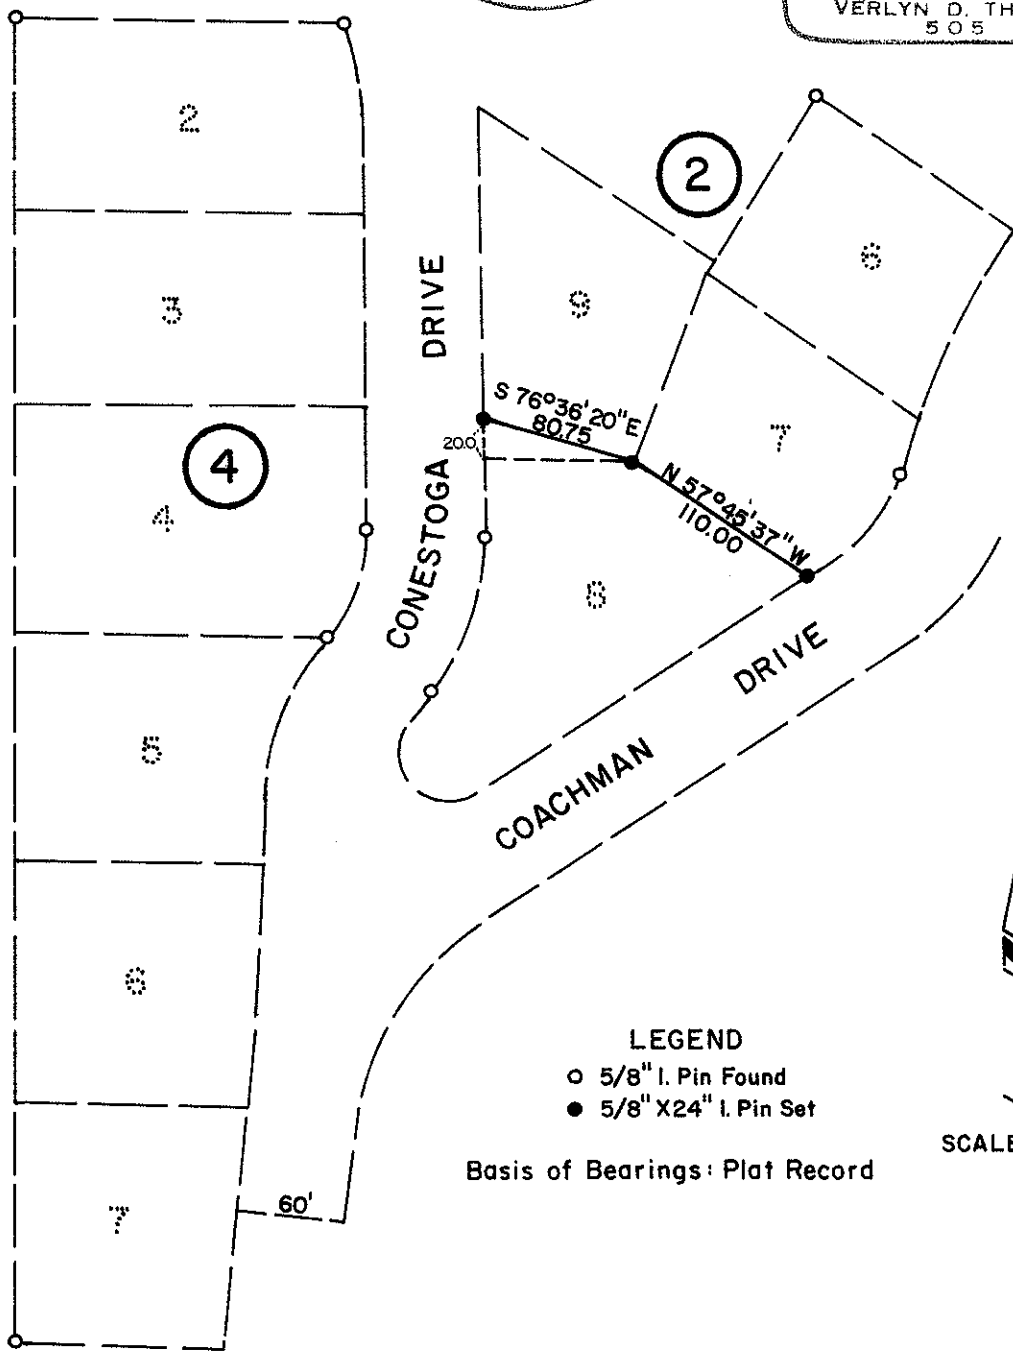 VERLYN D. TH
505
2
2
6
3
9
DRIVE
S 76°36'20"E
80.75
20.0
7
4
4
N 57°45'37"W
110.00
CONESTOGA
8
DRIVE
5
COACHMAN
6
LEGEND
5/8" I. Pin Found
5/8" X24" I. Pin Set
SCALE
Basis of Bearings: Plat Record
60'
7